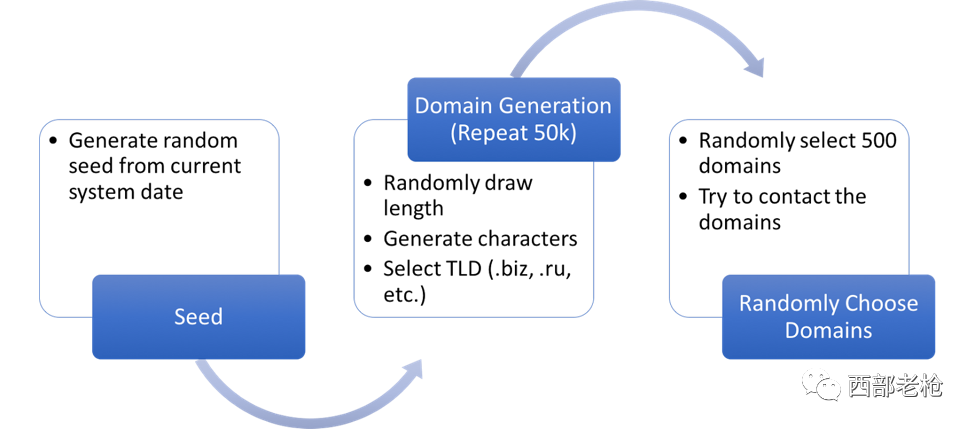 • Generate random
seed from current
system date
Seed
Domain Generation
(Repeat 50k)
• Randomly draw
length
• Generate characters
• Select TLD (.biz, .ru,
etc.)
• Randomly select 500
domains
• Try to contact the
domains
Randomly Choose
Domains
西部老枪